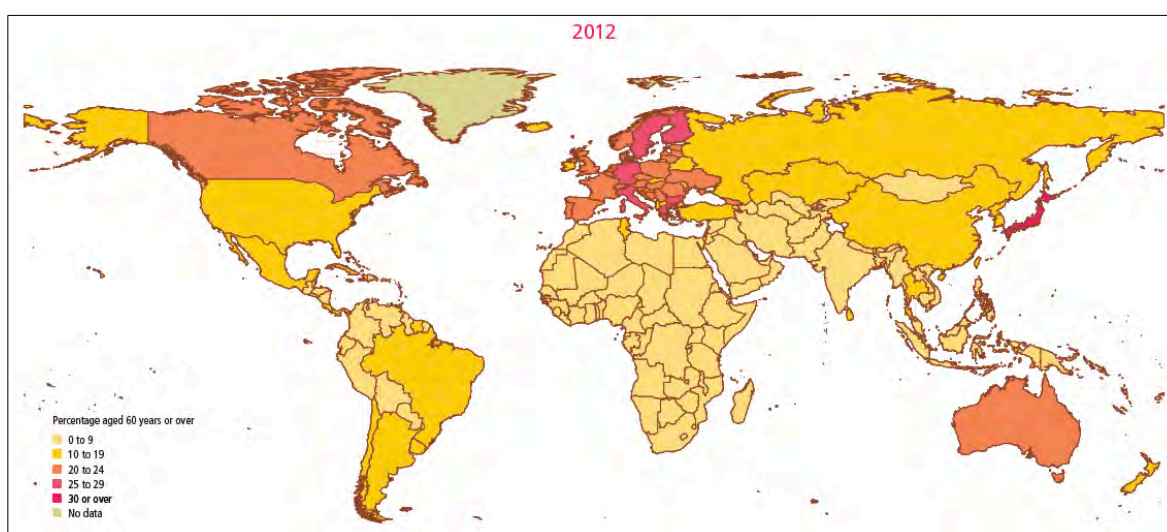 2012
Percentage aged 60 years or over
0 to 9
10 to 19
20 to 24
25 to 29
30 or over
No data